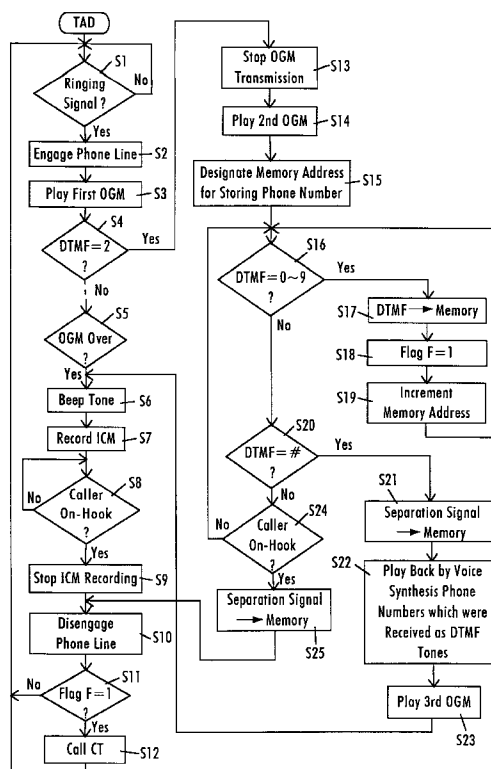 TAD
S1
Ringing
Signal ?
No
Yes
Engage Phone Line
S2
Play First OGM
S3
S4
DTMF=2
?
Yes
No
S5
OGM Over
?
Yes
Beep Tone
S6
Record ICM
S7
S8
Caller
On-Hook
?
No
Yes
Stop ICM Recording
S9
Disengage
Phone Line
S10
S11
Flag F=1
?
No
Yes
Call CT
S12
Stop OGM
Transmission
S13
Play 2nd OGM
S14
Designate Memory Address
for Storing Phone Number
S15
S16
DTMF=0~9
?
Yes
No
S17
DTMF → Memory
S18
Flag F=1
S19
Increment
Memory Address
S20
DTMF=#
?
Yes
No
S21
Separation Signal
→ Memory
S22
Play Back by Voice
Synthesis Phone
Numbers which were
Received as DTMF
Tones
Play 3rd OGM
S23
S24
Caller
On-Hook
?
No
Yes
Separation Signal
→ Memory
S25